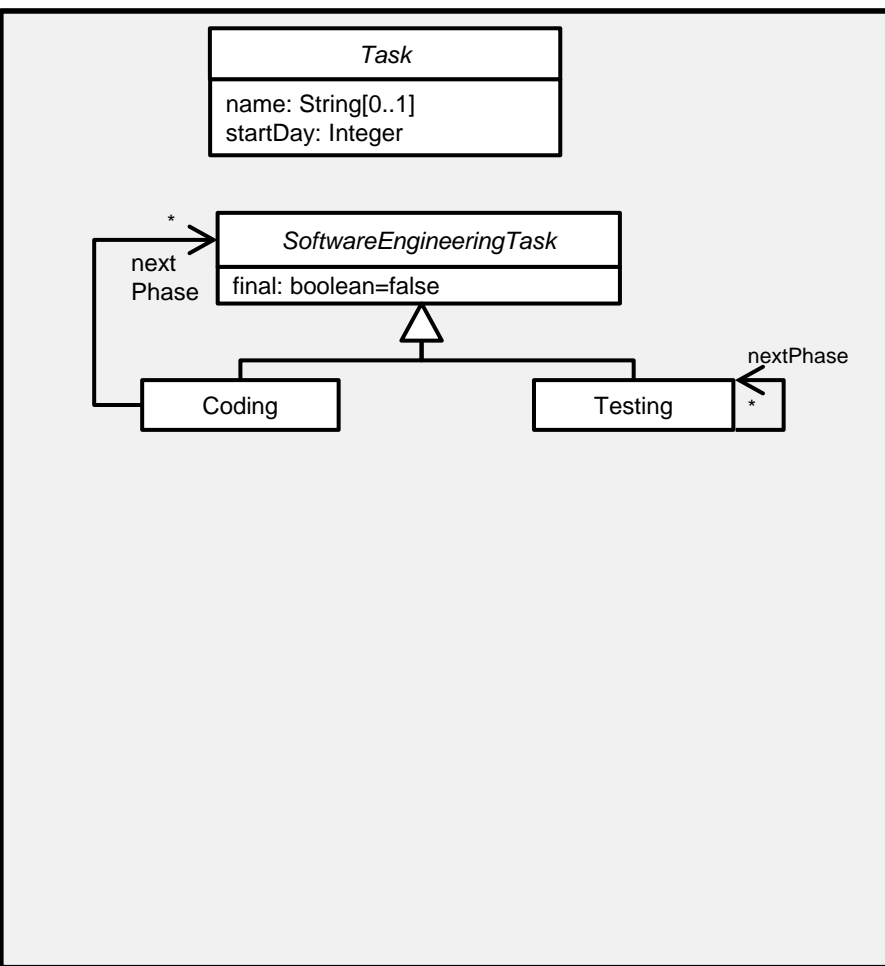 Task
name: String[0..1]
startDay: Integer
*
SoftwareEngineeringTask
next
Phase
final: boolean=false
nextPhase
Coding
Testing
*